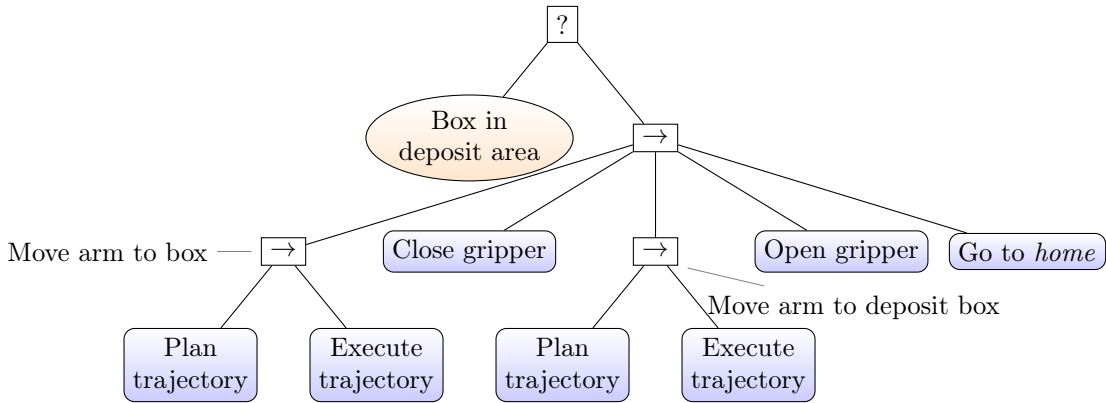 ?
Box in
deposit area
→
Move arm to box
→
Close gripper
→
Open gripper
Go to home
Move arm to deposit box
Plan
trajectory
Execute
trajectory
Plan
trajectory
Execute
trajectory